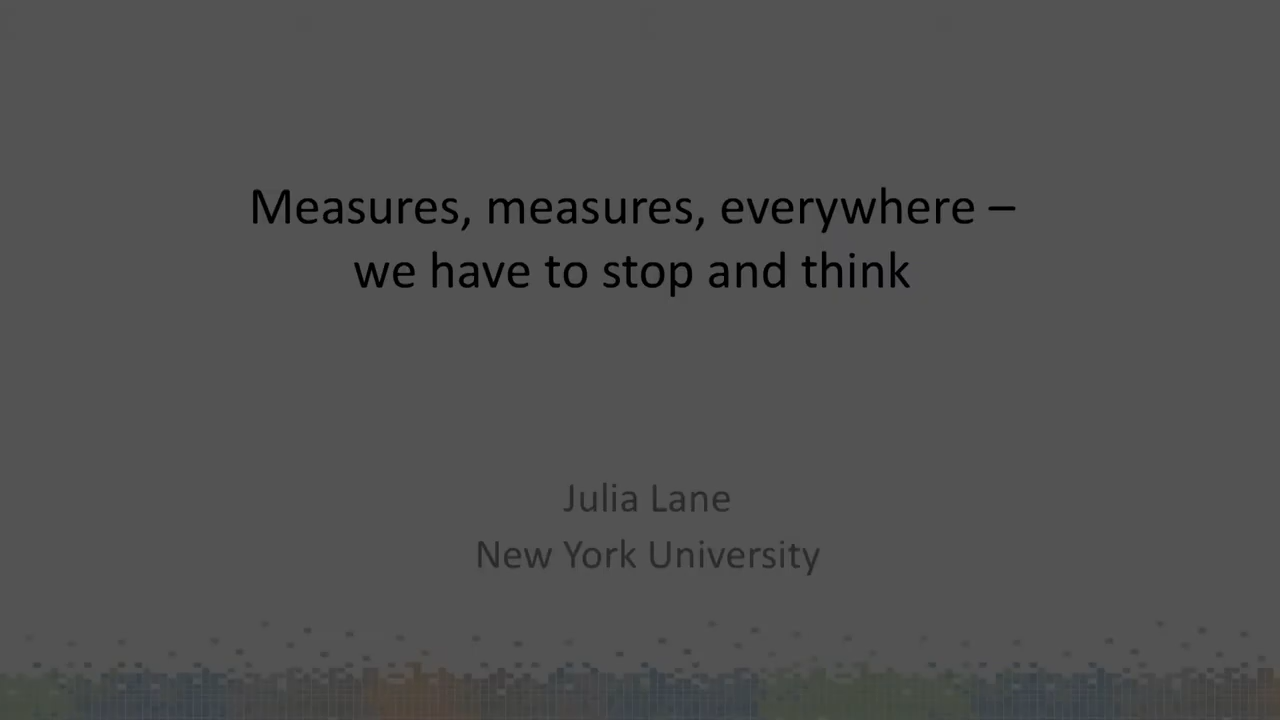 Measures, measures, everywhere –
we have to stop and think
Julia Lane
New York University